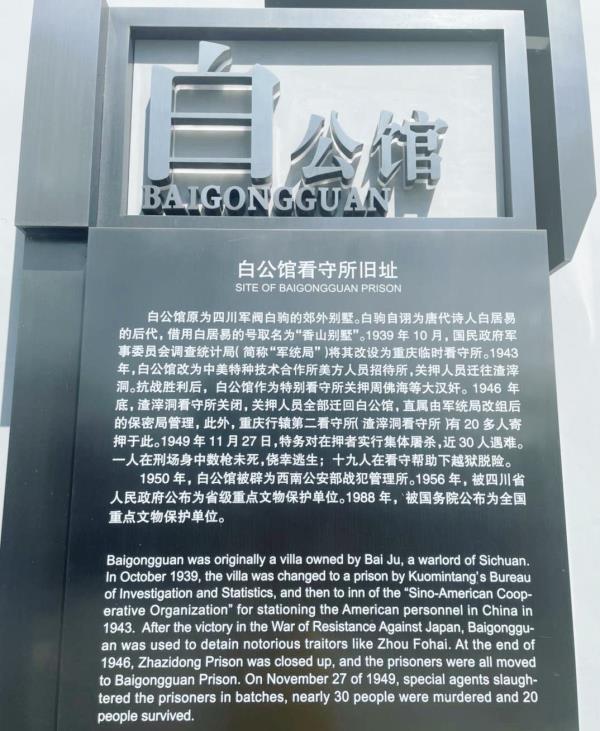 白公馆
BAIGONGGUAN
白公馆看守所旧址
SITE OF BAIGONGGUAN PRISON
白公馆原为四川军阀白驹的郊外别墅。白驹自诩为唐代诗人白居易
的后代，借用白居易的号取名为“香山别墅”。1939 年 10 月，国民政府军
事委员会调查统计局(简称“军统局”)将其改设为重庆临时看守所。1943
年，白公馆改为中美特种技术合作所美方人员招待所，关押人员迁往渣滓
洞。抗战胜利后，白公馆作为特别看守所关押周佛海等大汉奸。1946 年
底，渣滓洞看守所关闭，关押人员全部迁回白公馆，直属由军统局改组后
的保密局管理，此外，重庆行辕第二看守所(渣滓洞看守所)有 20 多人寄
押于此。1949 年 11 月 27 日，特务对在押者实行集体屠杀，近 30 人遇难。
一人在刑场身中数枪未死，侥幸逃生；十九人在看守帮助下越狱脱险。
1950 年，白公馆被辟为西南公安部战犯管理所。1956 年，被四川省
人民政府公布为省级重点文物保护单位。1988 年，被国务院公布为全国
重点文物保护单位。
Baigongguan was originally a villa owned by Bai Ju, a warlord of Sichuan.
In October 1939, the villa was changed to a prison by Kuomintang's Bureau
of Investigation and Statistics, and then to inn of the “Sino-American Coop-
erative Organization” for stationing the American personnel in China in
1943. After the victory in the War of Resistance Against Japan, Baigonggu-
an was used to detain notorious traitors like Zhou Fohai. At the end of
1946, Zhazidong Prison was closed up, and the prisoners were all moved
to Baigongguan Prison. On November 27 of 1949, special agents slaugh-
tered the prisoners in batches, nearly 30 people were murdered and 20
people survived.